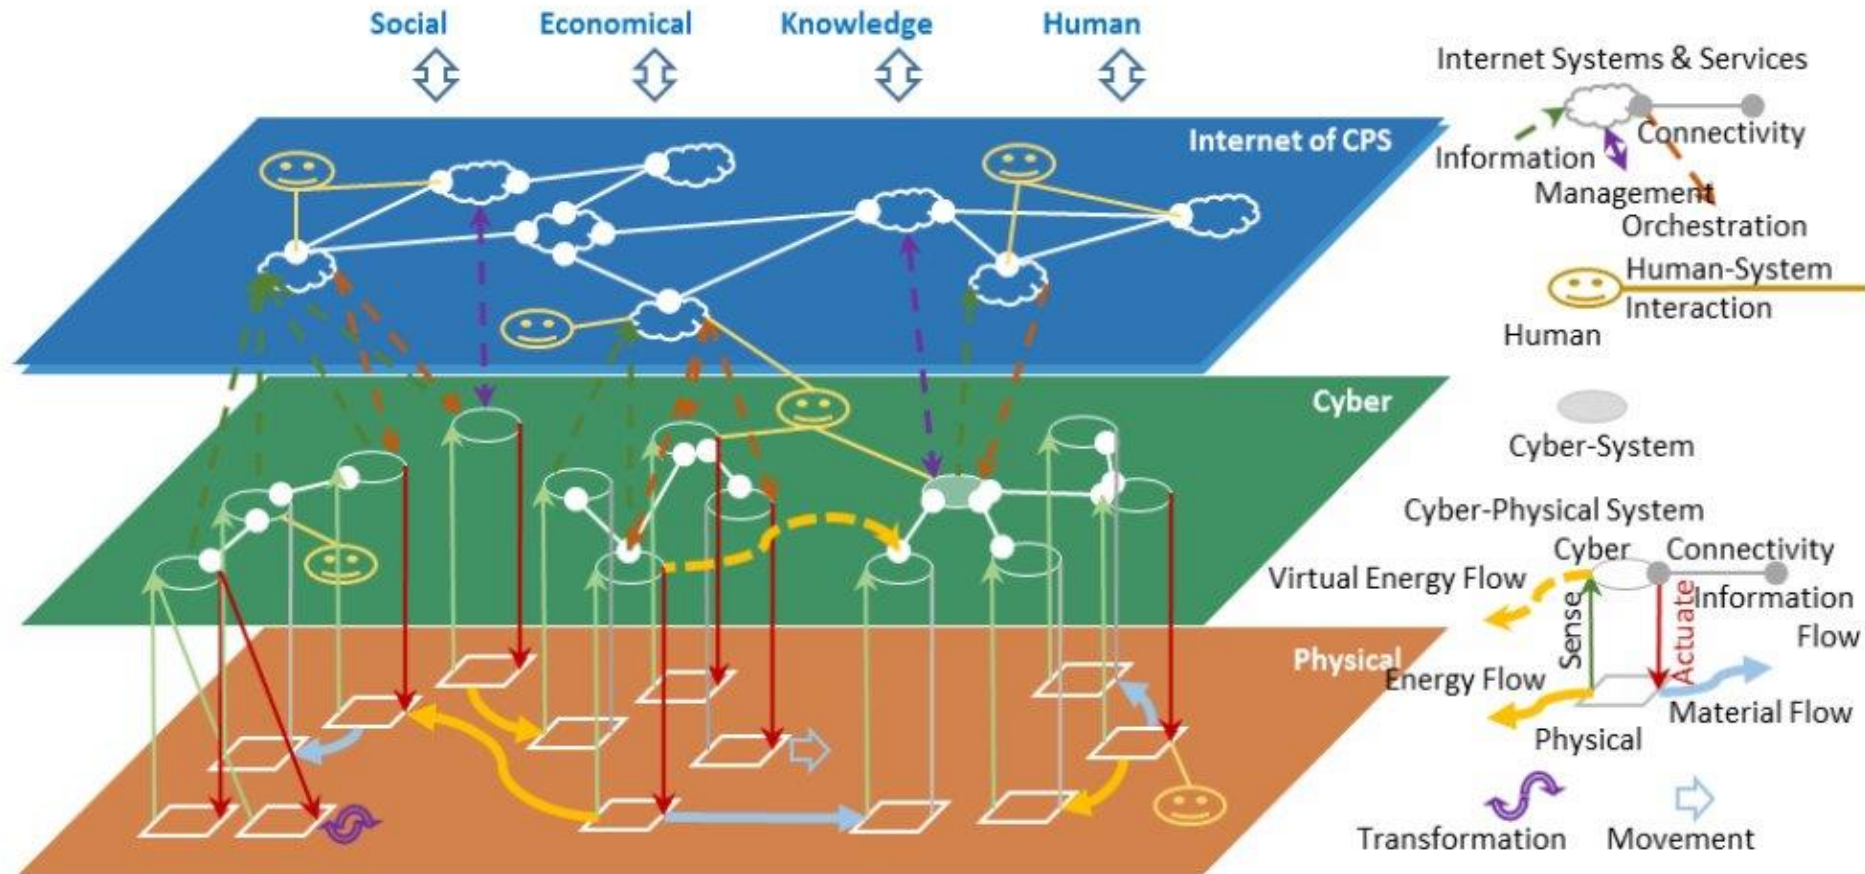 Social
Economical
Knowledge
Human
Internet of CPS
Cyber
Physical
Internet Systems & Services
Connectivity
Information
Management
Orchestration
Human-System
Interaction
Human
Cyber-System
Cyber-Physical System
Cyber
Connectivity
Virtual Energy Flow
Information
Flow
Sense
Actuate
Energy Flow
Material Flow
Physical
Transformation
Movement